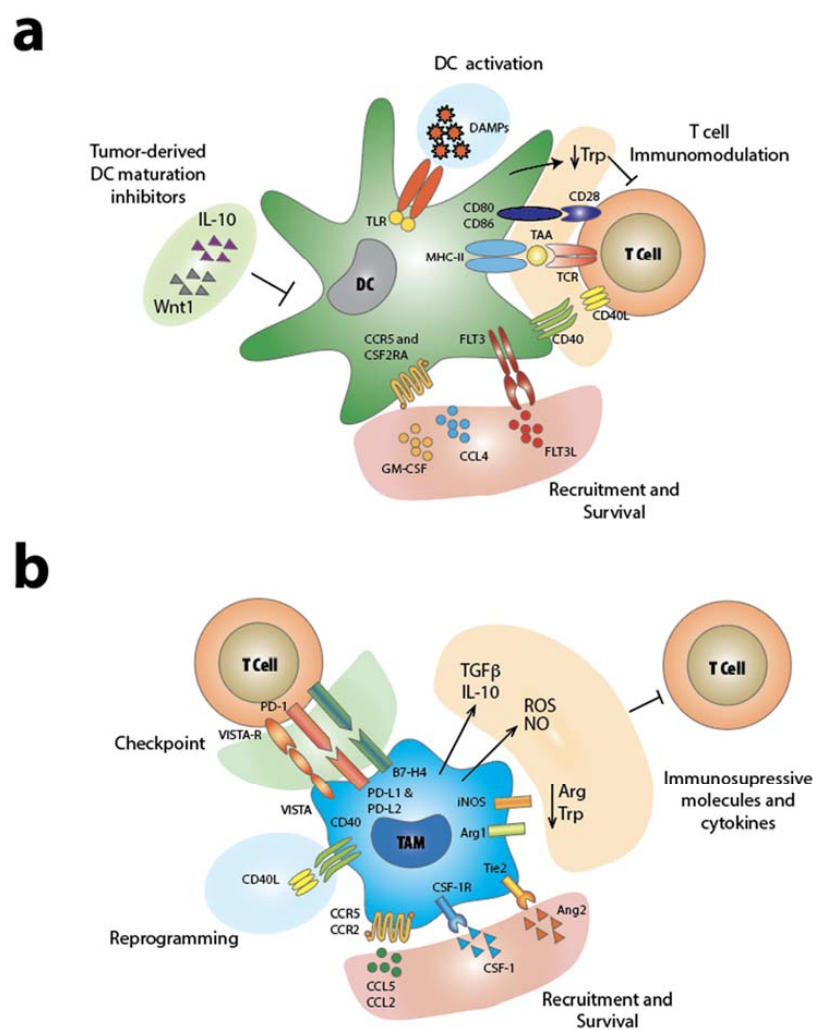 a
DC activation
DAMPs
Tumor-derived
DC maturation
inhibitors
IL-10
Wnt1
T cell
Immunomodulation
↓Trp
TLR
CD80
CD86
CD28
TAA
MHC-II
TCR
T Cell
DC
CD40L
CD40
CCR5 and
CSF2RA
FLT3
GM-CSF
CCL4
FLT3L
Recruitment and
Survival
b
T Cell
PD-1
VISTA-R
Checkpoint
VISTA
B7-H4
PD-L1 &
PD-L2
TGFβ
IL-10
ROS
NO
T Cell
Immunosupressive
molecules and
cytokines
iNOS
Arg1
↓Arg
Trp
CD40
TAM
CD40L
Reprogramming
Tie2
CSF-1R
Ang2
CCR5
CCR2
CCL5
CCL2
CSF-1
Recruitment and
Survival